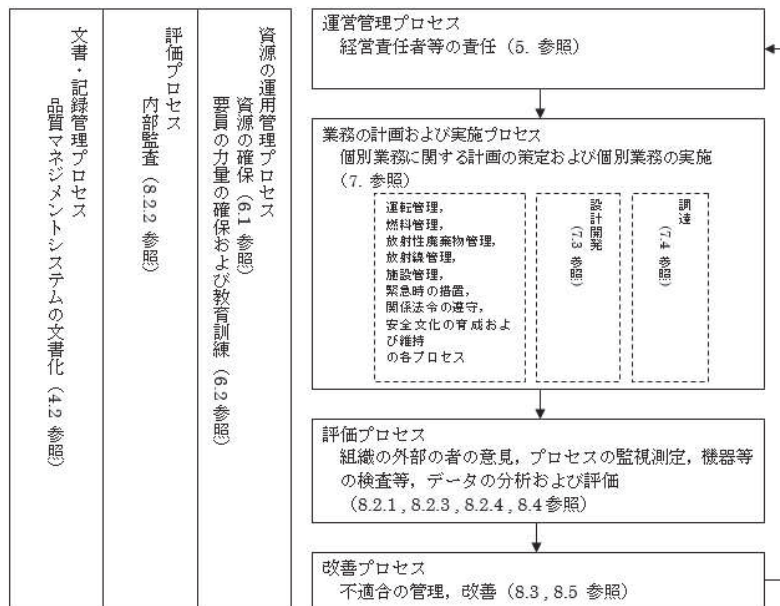 文書・記録管理プロセス
品質マネジメントシステムの文書化（4.2 参照）
評価プロセス
内部監査（8.2.2 参照）
資源の運用管理プロセス
資源の確保（6.1 参照）
要員の力量の確保および教育訓練（6.2 参照）
運営管理プロセス
経営責任者等の責任（5. 参照）
業務の計画および実施プロセス
個別業務に関する計画の策定および個別業務の実施
（7. 参照）
運転管理，
燃料管理，
放射性廃棄物管理，
放射線管理，
施設管理，
緊急時の措置，
関係法令の遵守，
安全文化の育成およ
び維持
の各プロセス
設計開発
（7.3 参照）
調達
（7.4 参照）
評価プロセス
組織の外部の者の意見，プロセスの監視測定，機器等
の検査等，データの分析および評価
（8.2.1 , 8.2.3 , 8.2.4 , 8.4 参照）
改善プロセス
不適合の管理，改善（8.3 , 8.5 参照）